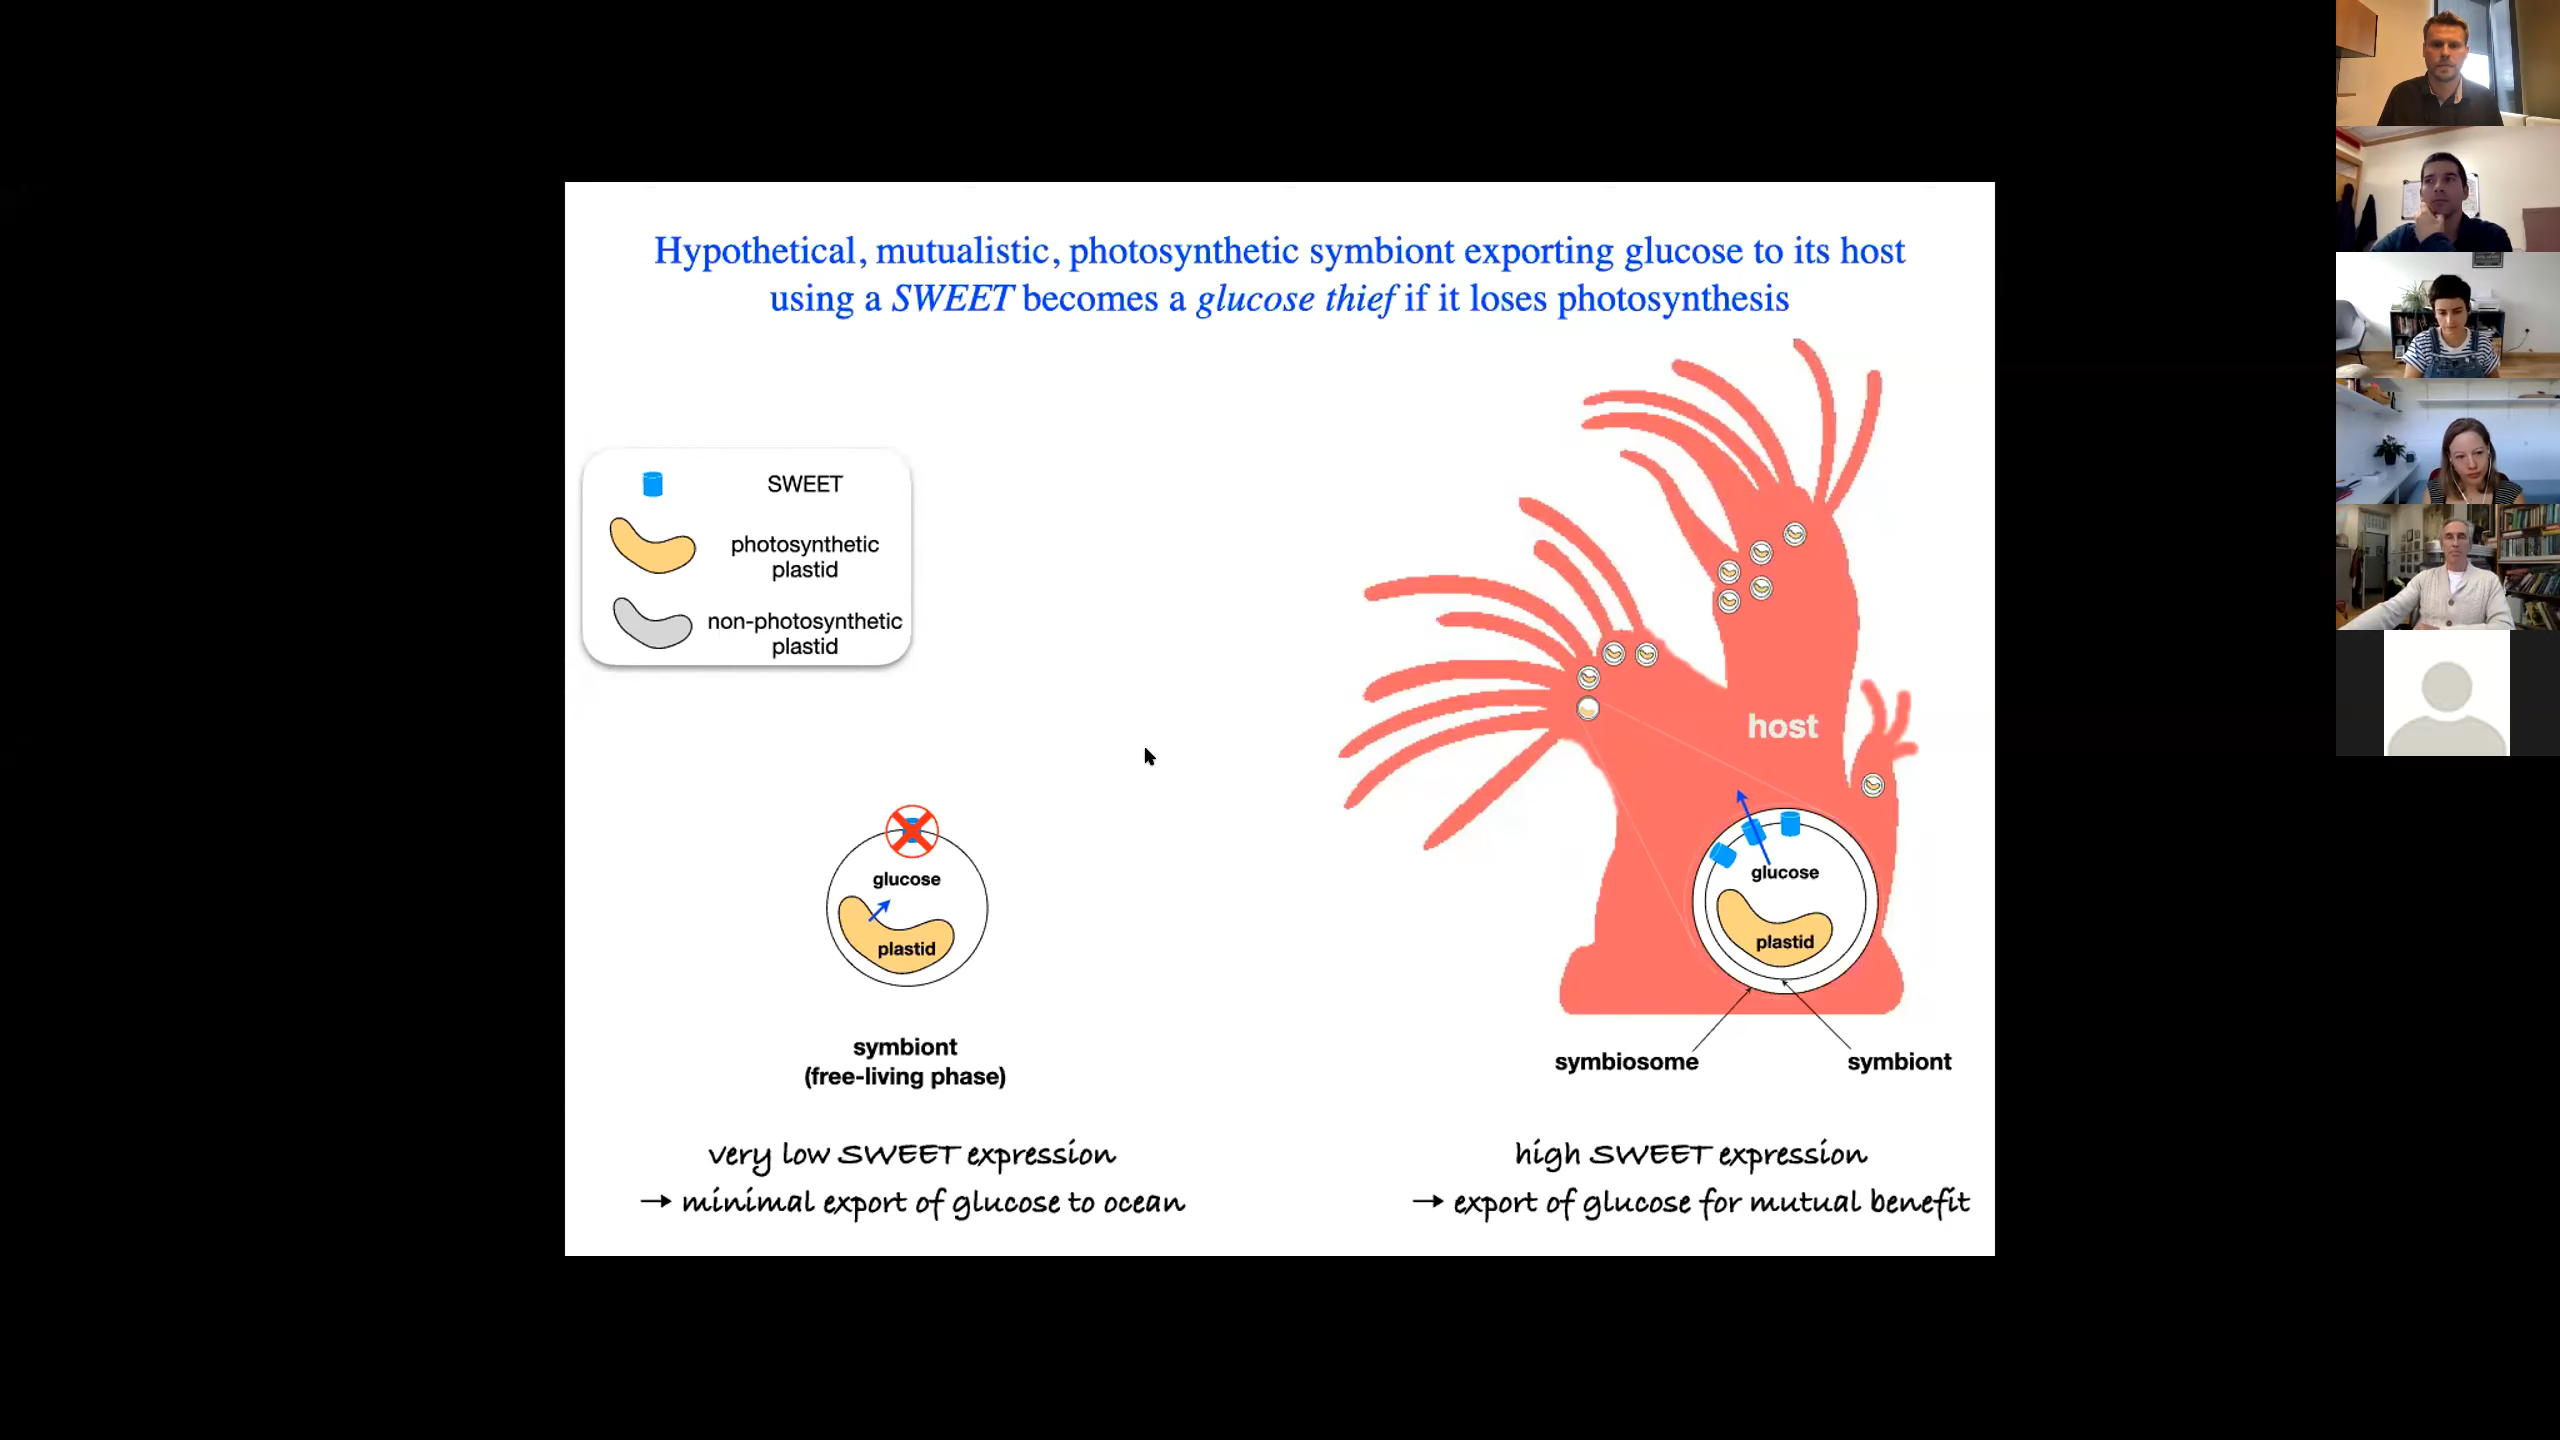 Hypothetical, mutualistic, photosynthetic symbiont exporting glucose to its host
using a SWEET becomes a glucose thief if it loses photosynthesis
SWEET
photosynthetic
plastid
non-photosynthetic
plastid
host
glucose
plastid
glucose
plastid
symbiont
(free-living phase)
symbiosome
symbiont
very low SWEET expression
→ minimal export of glucose to ocean
high SWEET expression
→ export of glucose for mutual benefit